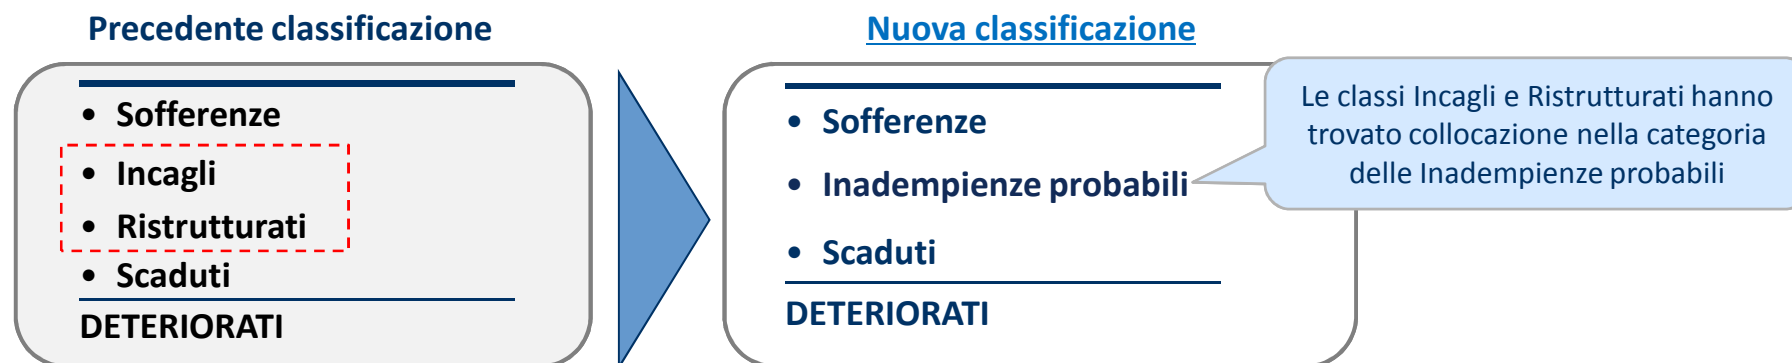 Precedente classificazione
• Sofferenze
• Incagli
• Ristrutturati
• Scaduti
DETERIORATI
Nuova classificazione
• Sofferenze
• Inadempienze probabili
• Scaduti
DETERIORATI
Le classi Incagli e Ristrutturati hanno
trovato collocazione nella categoria
delle Inadempienze probabili